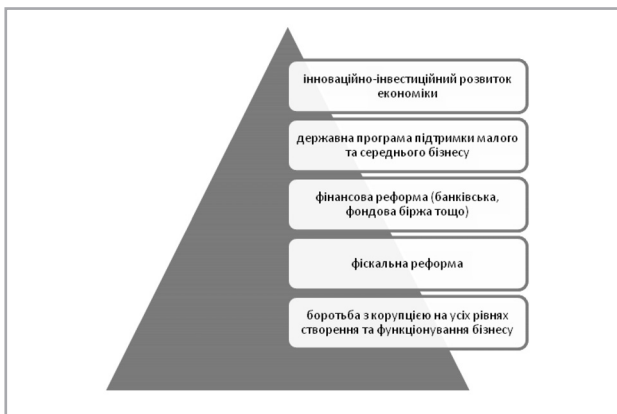 інноваційно-інвестиційний розвиток
економіки
державна програма підтримки малого
та середнього бізнесу
фінансова реформа (банківська,
фондова біржа тощо)
фіскальна реформа
боротьба з корупцією на усіх рівнях
створення та функціонування бізнесу